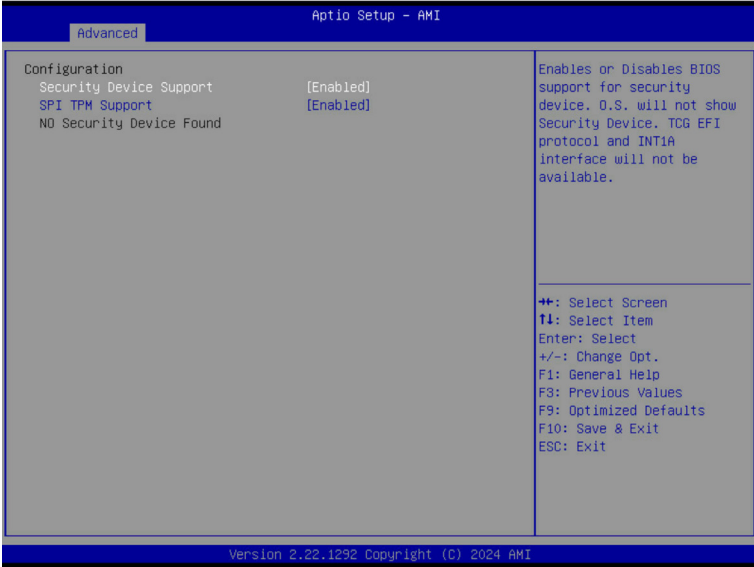 Aptio Setup – AMI
Advanced
Configuration
Security Device Support [Enabled]
SPI TPM Support [Enabled]
NO Security Device Found
Enables or Disables BIOS
support for security
device. O.S. will not show
Security Device. TCG EFI
protocol and INT1A
interface will not be
available.
→←: Select Screen
↑↓: Select Item
Enter: Select
+/-: Change Opt.
F1: General Help
F3: Previous Values
F9: Optimized Defaults
F10: Save & Exit
ESC: Exit
Version 2.22.1292 Copyright (C) 2024 AMI